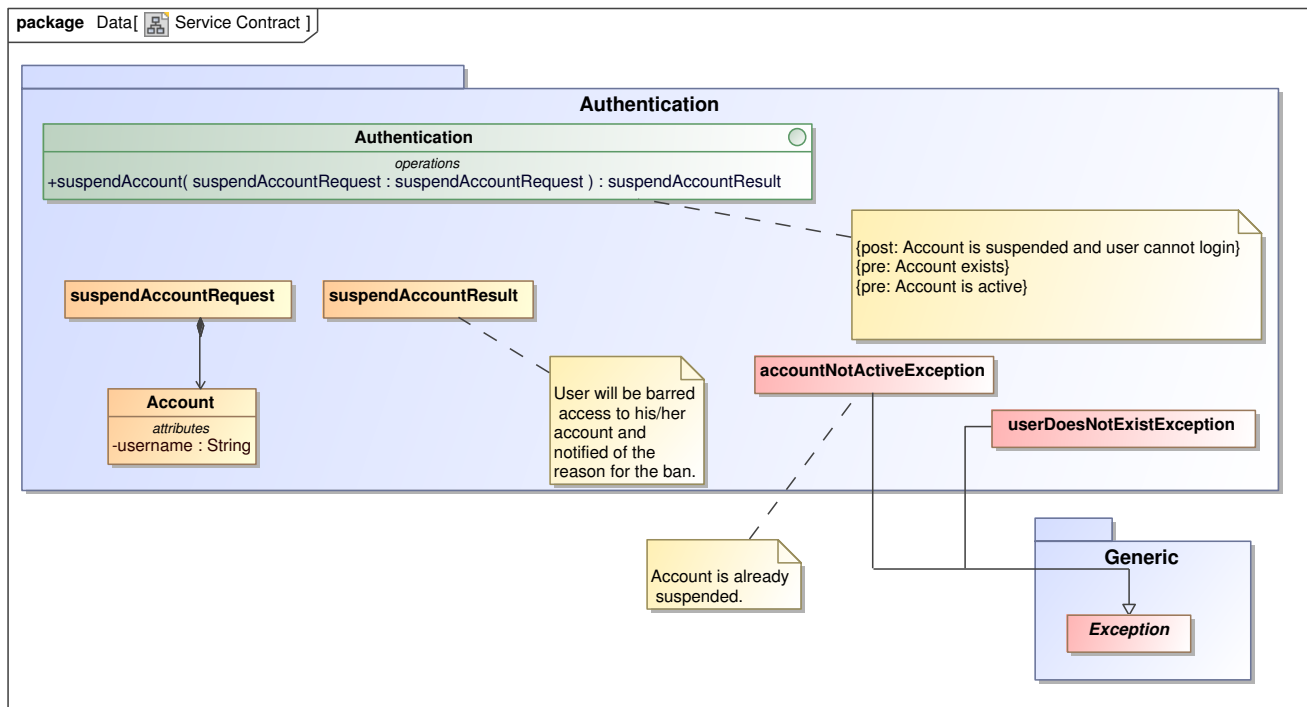 package Data[ Service Contract ]
Authentication
Authentication
operations
+suspendAccount( suspendAccountRequest : suspendAccountRequest ) : suspendAccountResult
{post: Account is suspended and user cannot login}
{pre: Account exists}
{pre: Account is active}
suspendAccountRequest
suspendAccountResult
Account
attributes
-username : String
User will be barred
access to his/her
account and
notified of the
reason for the ban.
accountNotActiveException
userDoesNotExistException
Account is already
suspended.
Generic
Exception